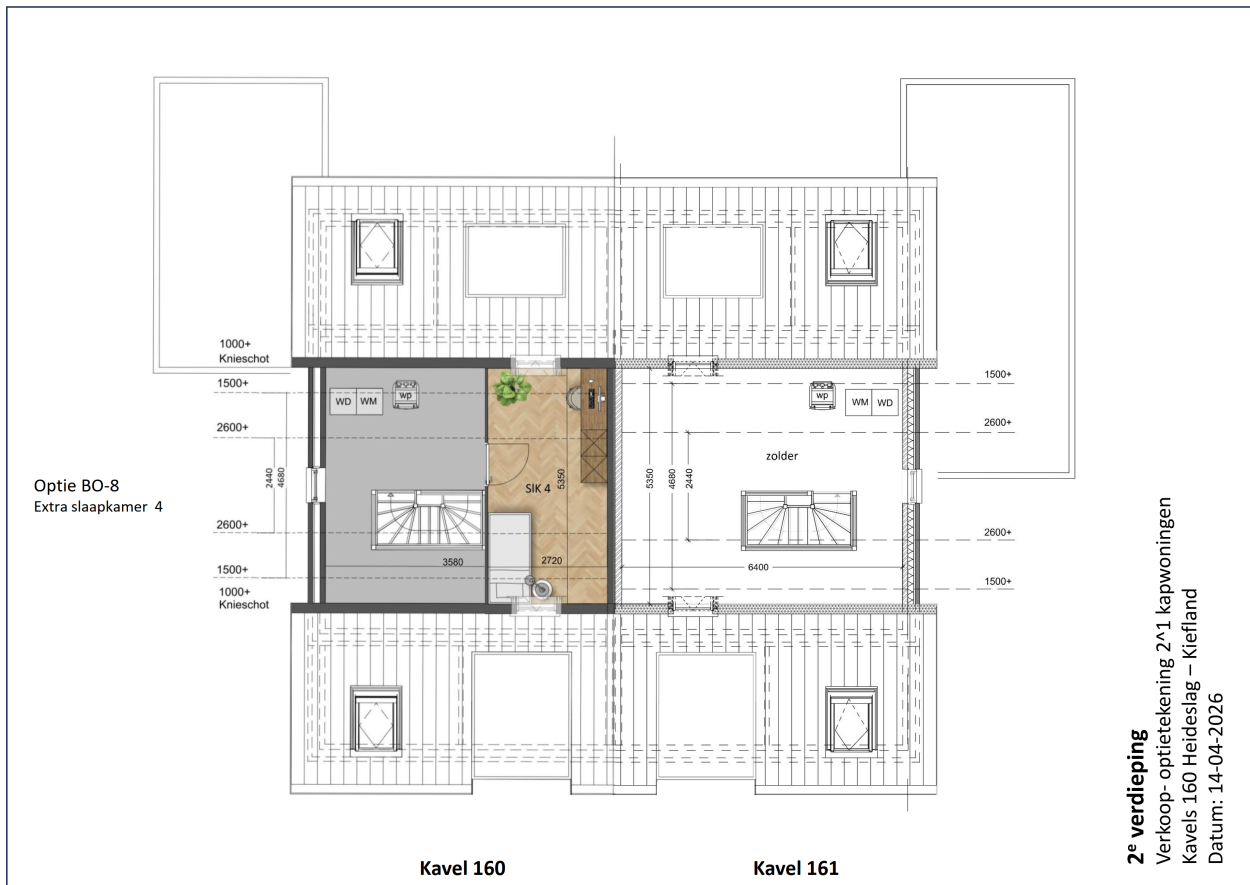 1000+
Knieschot
1500+
2600+
2440
4680
2600+
1500+
1000+
Knieschot
Optie BO-8
Extra slaapkamer 4
WD
WM
wp
SlK 4
5350
3580
2720
5350
4680
2440
zolder
wp
WM
WD
6400
1500+
2600+
2600+
1500+
Kavel 160
Kavel 161
2e verdieping
Verkoop- optietekening 2^1 kapwoningen
Kavels 160 Heideslag – Kiefland
Datum: 14-04-2026